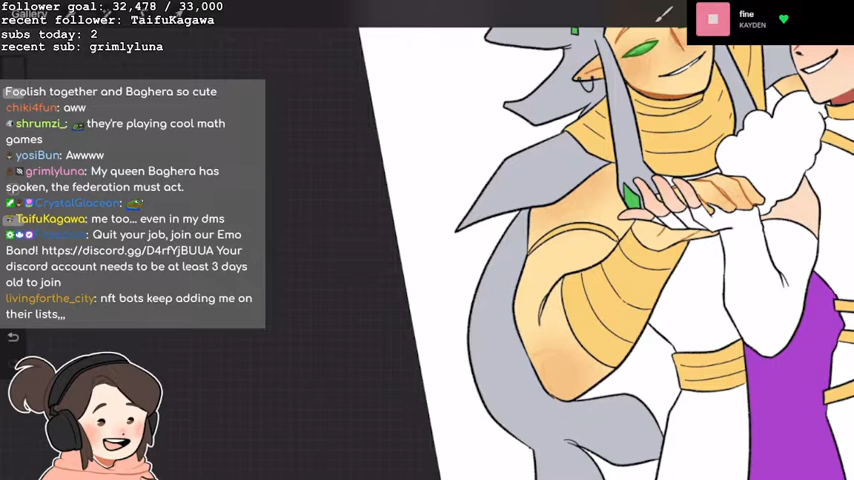 Gallery
follower goal: 32,478 / 33,000
recent follower: TaifuKagawa
subs today: 2
recent sub: grimlyluna
fine
KAYDEN
Foolish together and Baghera so cute
chiki4fun: aww
shrumzi_: they're playing cool math
games
yosiBun: Awwww
grimlyluna: My queen Baghera has
spoken, the federation must act.
CrystalGlacean:
TaifuKagawa: me too... even in my dms
Quit your job, join our Emo
Band! https://discord.gg/D4rfYjBUUA Your
discord account needs to be at least 3 days
old to join
livingforthe_city: nft bots keep adding me on
their lists,,,